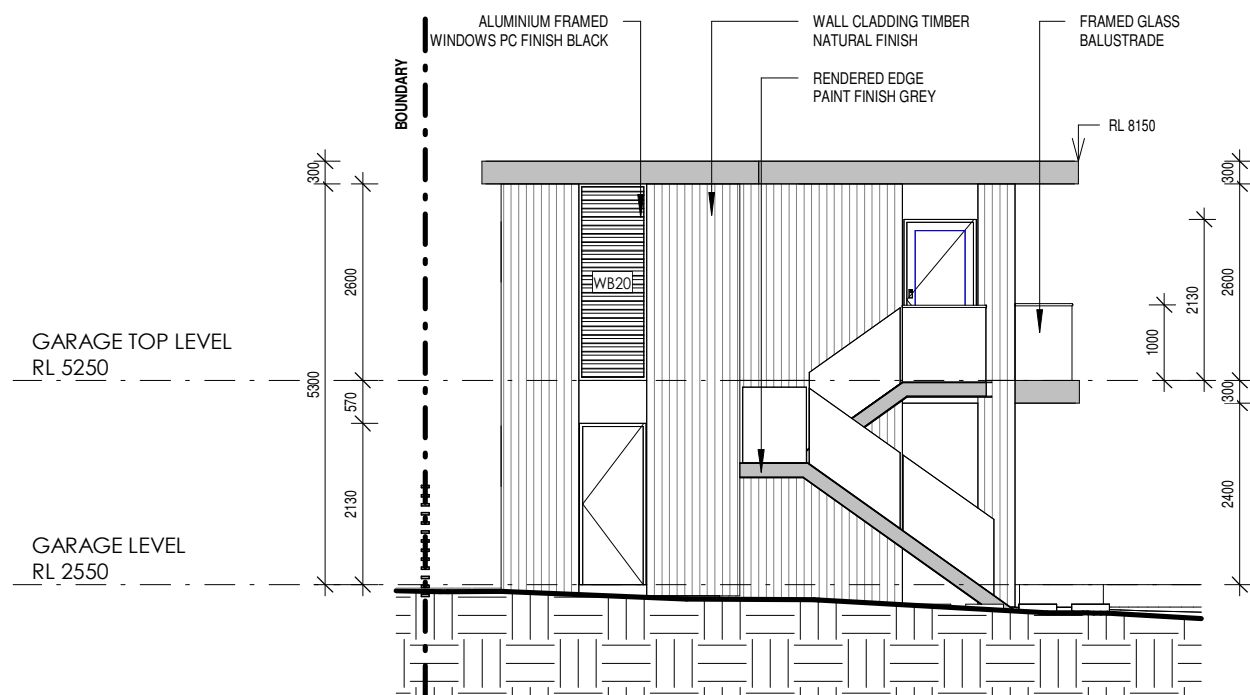 ALUMINIUM FRAMED
WINDOWS PC FINISH BLACK
WALL CLADDING TIMBER
NATURAL FINISH
FRAMED GLASS
BALUSTRADE
RENDERED EDGE
PAINT FINISH GREY
BOUNDARY
RL 8150
300
5300
2600
570
2130
WB20
GARAGE TOP LEVEL
RL 5250
GARAGE LEVEL
RL 2550
1000
2130
300
2600
300
2400